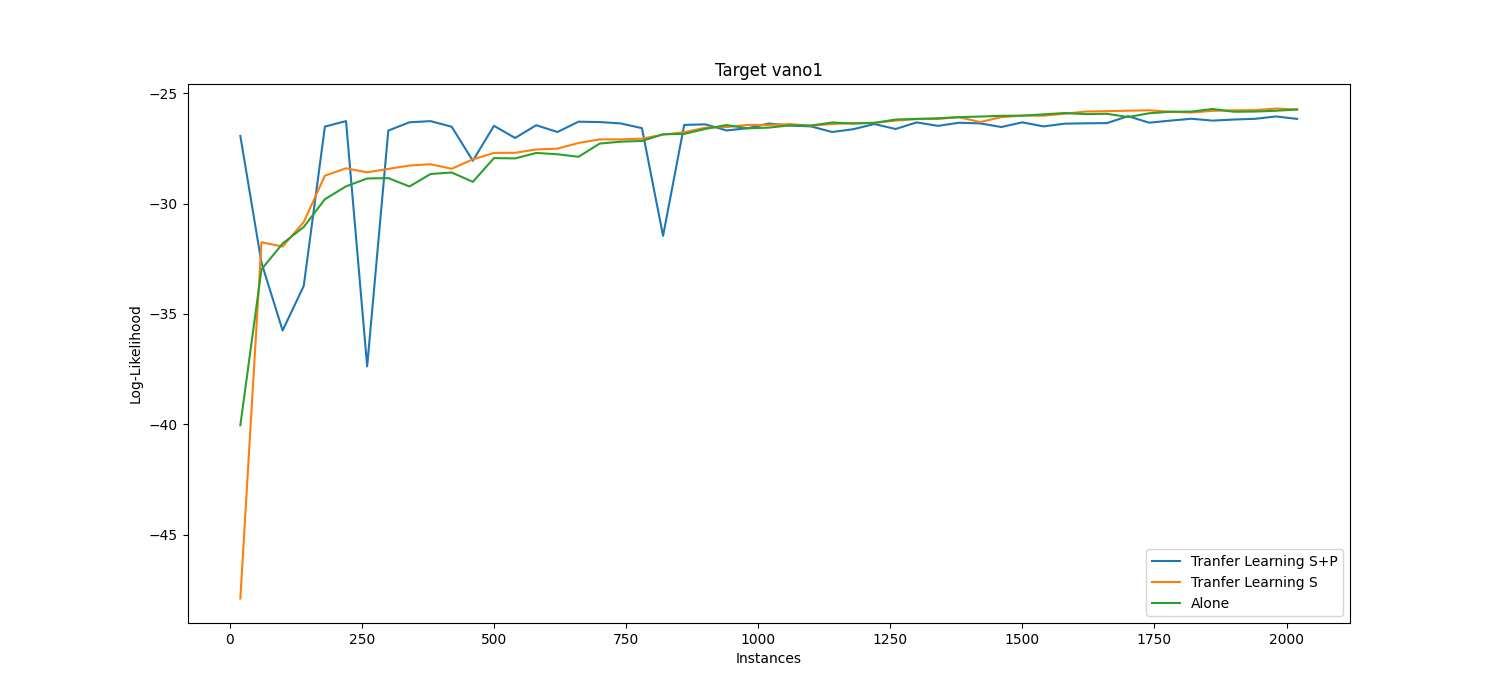 Target vano1
Log-Likelihood
−25
−30
−35
−40
−45
0
250
500
750
1000
1250
1500
1750
2000
Instances
Tranfer Learning S+P
Tranfer Learning S
Alone